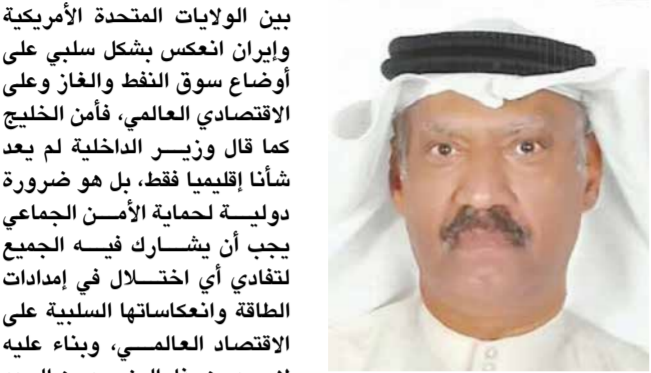 بين الولايات المتحدة الأمريكية
وإيران انعكس بشكل سلبي على
أوضاع سوق النفط والغاز وعلى
الاقتصادي العالمي، فأمن الخليج
كما قال وزير الداخلية لم يعد
شأنا إقليميا فقط، بل هو ضرورة
دولية لحماية الأمن الجماعي
يجب أن يشارك فيه الجميع
لتفادي أي اختلال في إمدادات
الطاقة وانعكاساتها السلبية على
الاقتصاد العالمي، وبناء عليه